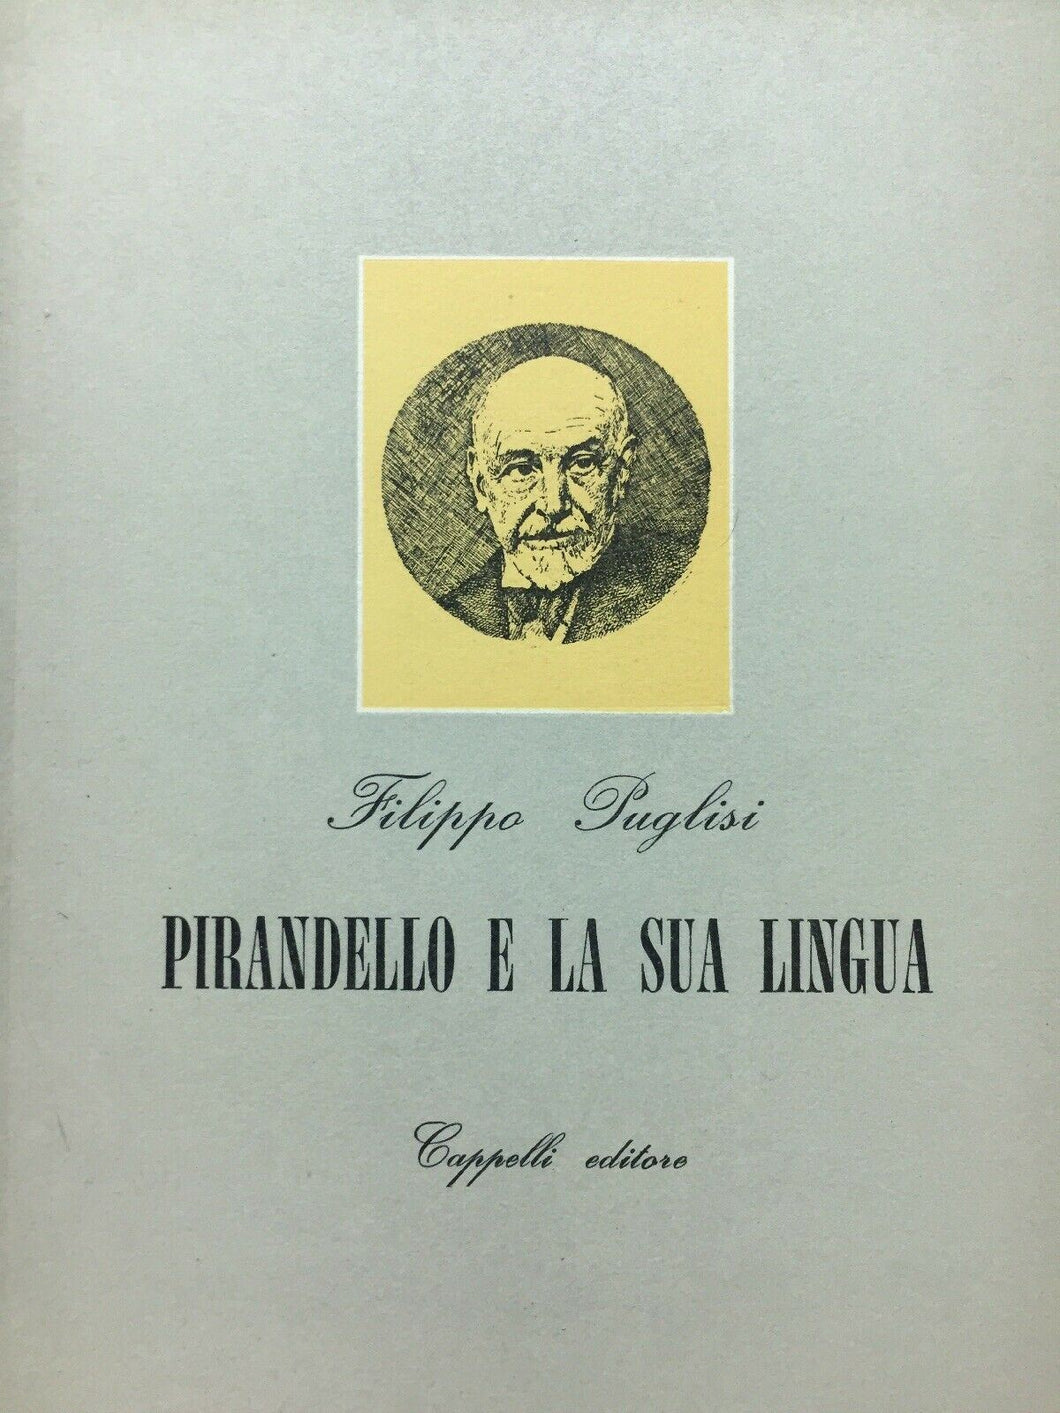 Filippo Puglisi
PIRANDELLO E LA SUA LINGUA
Cappelli editore